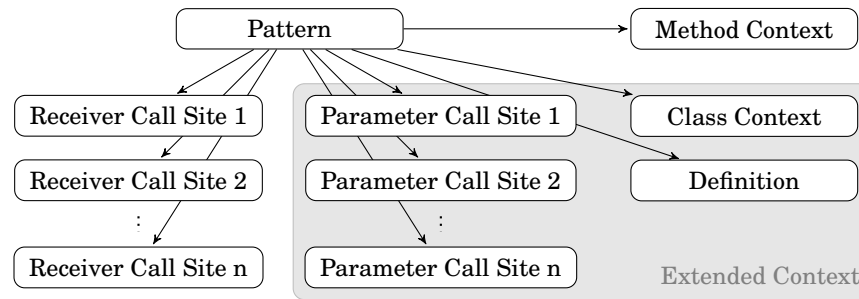 Pattern
Method Context
Receiver Call Site 1
Parameter Call Site 1
Class Context
Receiver Call Site 2
Parameter Call Site 2
Definition
⋮
⋮
Receiver Call Site n
Parameter Call Site n
Extended Context